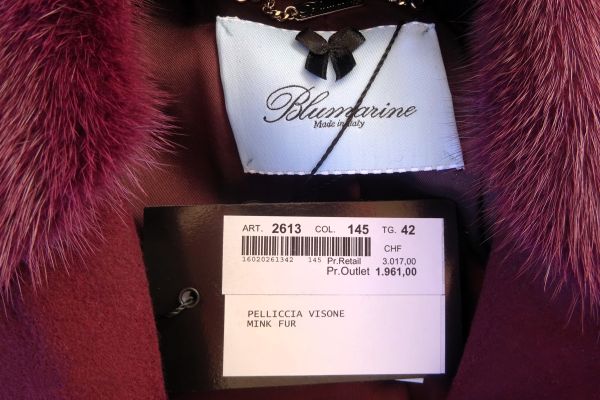 Blumarine
Made in Italy
ART. 2613 COL. 145 TG. 42
CHF
16020261342 145 Pr.Retail 3.017,00
Pr.Outlet 1.961,00
PELLICCIA VISONE
MINK FUR